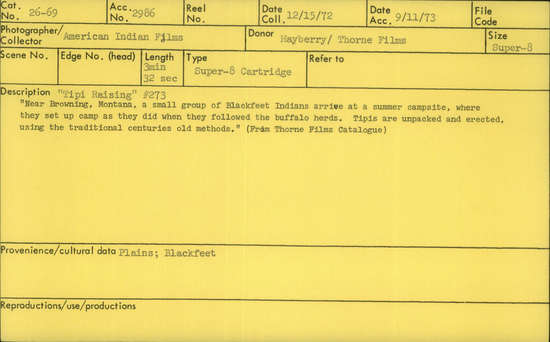 Cat. No. 26-69 Acc. No. 2986 Reel No. Date Coll. 12/15/72 Date Acc. 9/11/73 File Code
Photographer/Collector American Indian Films Donor Mayberry/ Thorne Films Size Super-8
Scene No. Edge No. (head) Length 3min 32 sec Type Super-8 Cartridge Refer to
Description "Tipi Raising" #273
"Near Browning, Montana, a small group of Blackfeet Indians arrive at a summer campsite, where
they set up camp as they did when they followed the buffalo herds. Tipis are unpacked and erected,
using the traditional centuries old methods." (From Thorne Films Catalogue)
Provenience/cultural data Plains; Blackfeet
Reproductions/use/productions